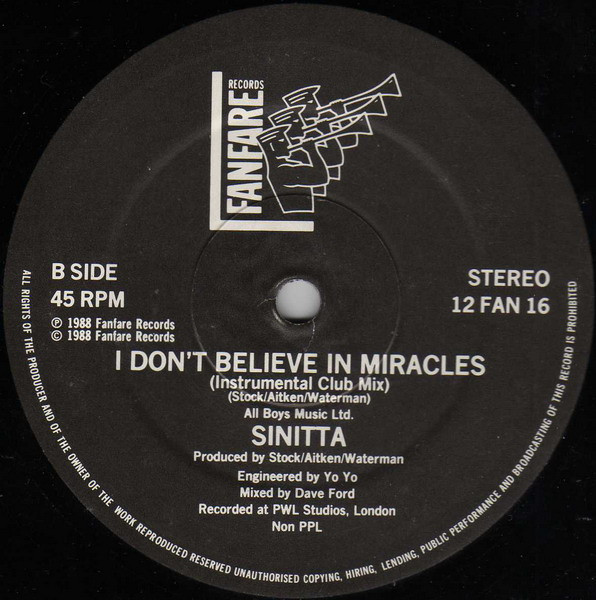 FANFARE
RECORDS
B SIDE
45 RPM
℗ 1988 Fanfare Records
© 1988 Fanfare Records
STEREO
12 FAN 16
I DON'T BELIEVE IN MIRACLES
(Instrumental Club Mix)
(Stock/Aitken/Waterman)
All Boys Music Ltd.
SINITTA
Produced by Stock/Aitken/Waterman
Engineered by Yo Yo
Mixed by Dave Ford
Recorded at PWL Studios, London
Non PPL
ALL RIGHTS OF THE PRODUCER AND OF THE OWNER OF THE WORK REPRODUCED RESERVED UNAUTHORISED COPYING, HIRING, LENDING, PUBLIC PERFORMANCE AND BROADCASTING OF THIS RECORD IS PROHIBITED